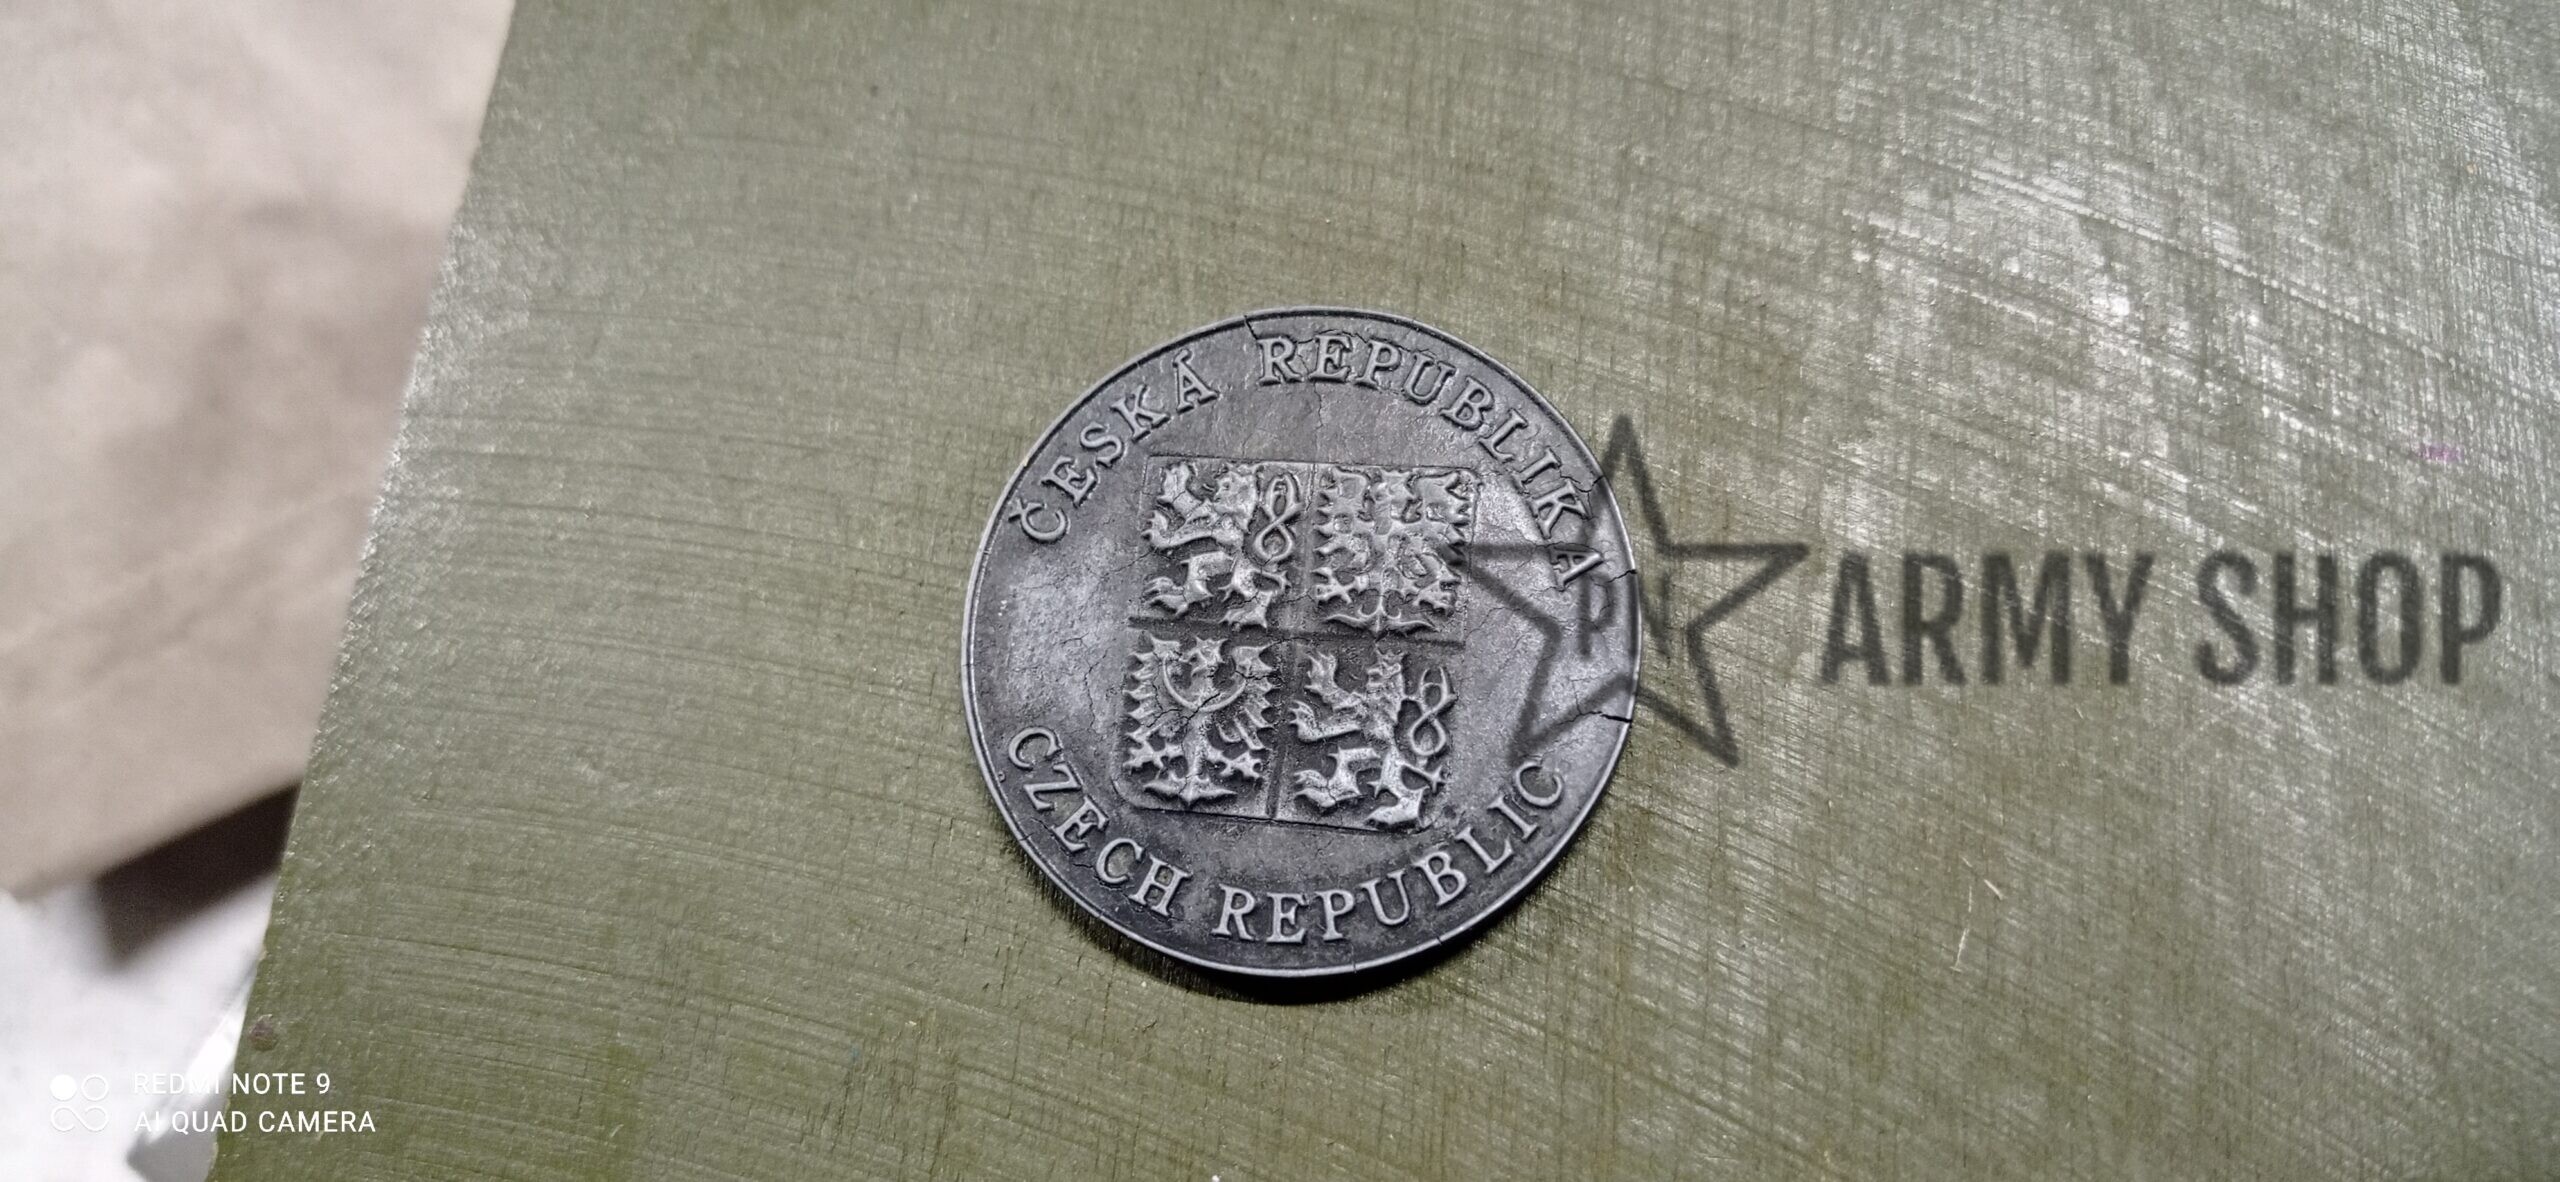 ČESKÁ REPUBLIKA
CZECH REPUBLIC
ARMY SHOP
REDMI NOTE 9
AI QUAD CAMERA